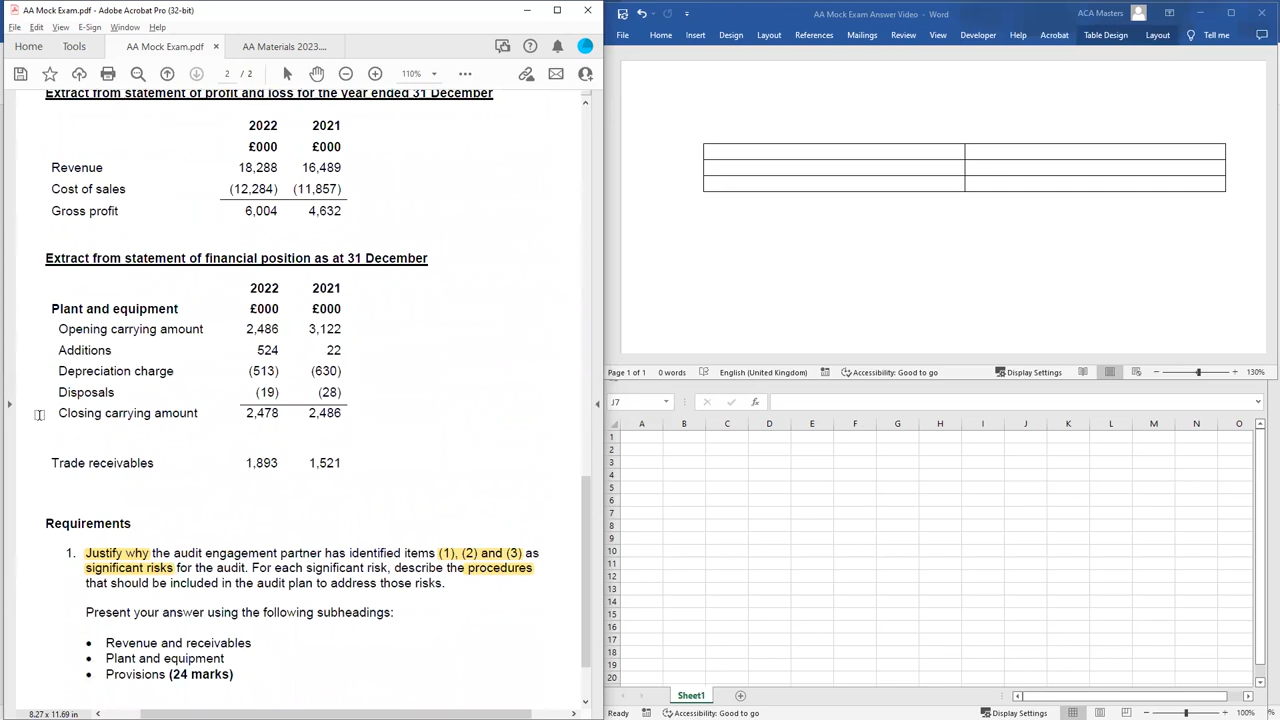 AA Mock Exam.pdf - Adobe Acrobat Pro (32-bit)
File Edit View E-Sign Window Help
Home Tools AA Mock Exam.pdf × AA Materials 2023....
2 / 2 110%
Extract from statement of profit and loss for the year ended 31 December
2022 2021
£000 £000
Revenue 18,288 16,489
Cost of sales (12,284) (11,857)
Gross profit 6,004 4,632
Extract from statement of financial position as at 31 December
2022 2021
Plant and equipment £000 £000
Opening carrying amount 2,486 3,122
Additions 524 22
Depreciation charge (513) (630)
Disposals (19) (28)
Closing carrying amount 2,478 2,486
Trade receivables 1,893 1,521
Requirements
1. Justify why the audit engagement partner has identified items (1), (2) and (3) as
significant risks for the audit. For each significant risk, describe the procedures
that should be included in the audit plan to address those risks.
Present your answer using the following subheadings:
• Revenue and receivables
• Plant and equipment
• Provisions (24 marks)
8.27 x 11.69 in
AA Mock Exam Answer Video - Word ACA Masters
File Home Insert Design Layout References Mailings Review View Developer Help Acrobat Table Design Layout Tell me
Page 1 of 1 0 words English (United Kingdom) Accessibility: Good to go Display Settings 130%
J7 fx
A B C D E F G H I J K L M N O
1
2
3
4
5
6
7
8
9
10
11
12
13
14
15
16
17
18
19
20
Sheet1
Ready Accessibility: Good to go Display Settings 100%